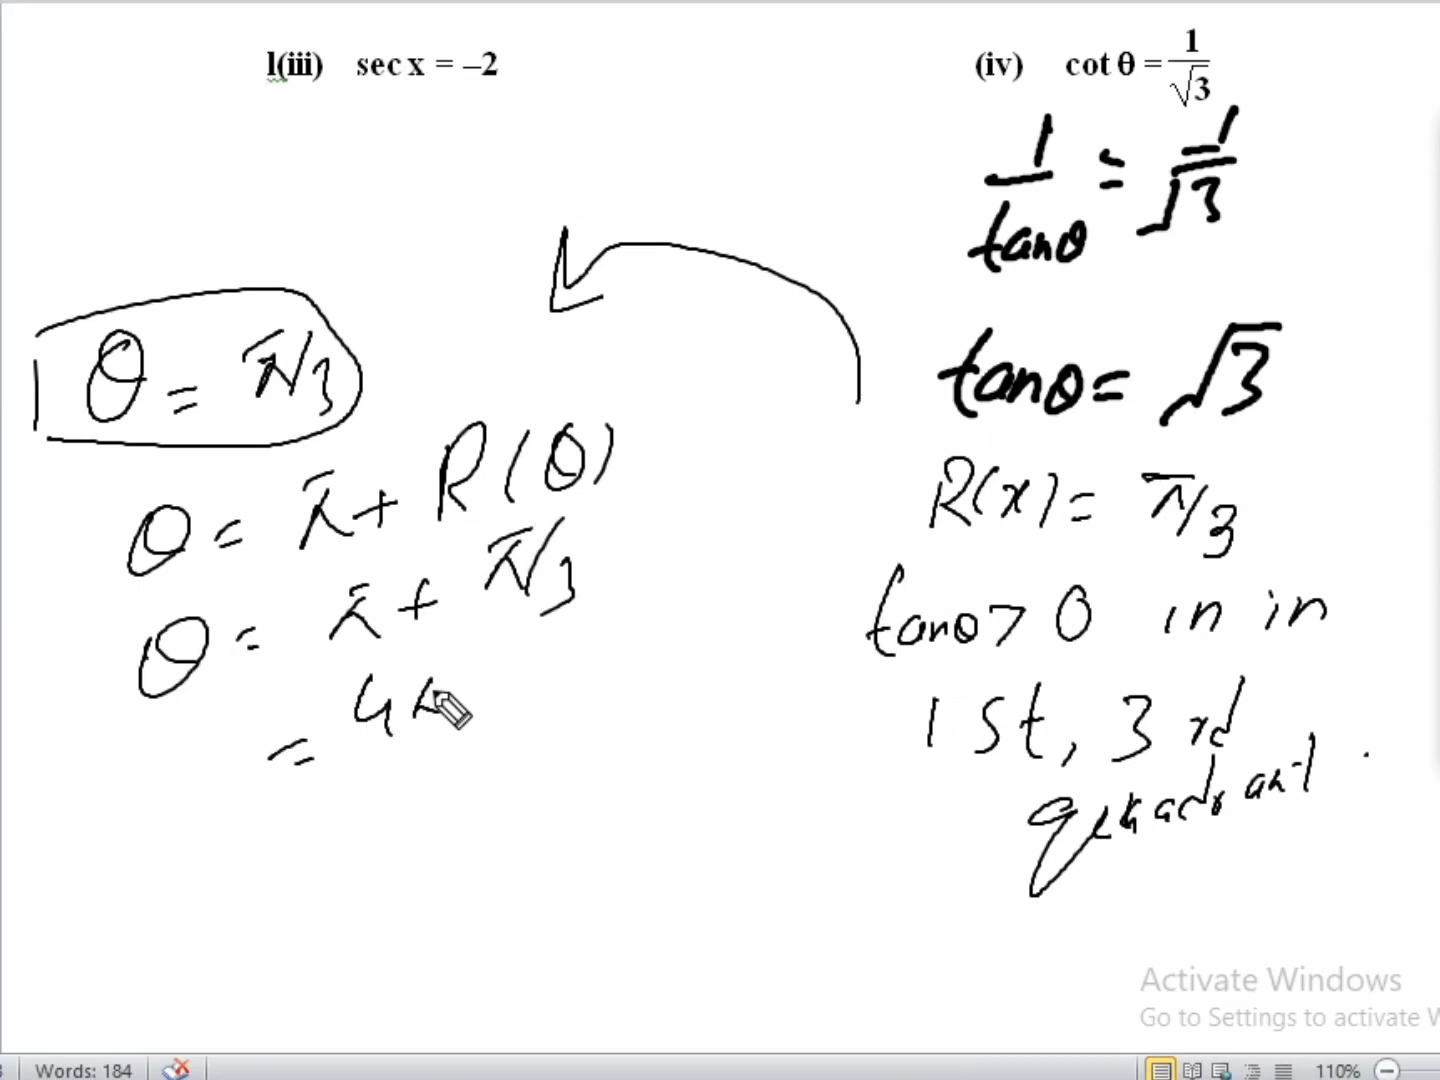 l(iii) sec x = –2
(iv) cot θ = 1/√3
1/tanθ = 1/√3
tanθ = √3
R(x) = π/3
tanθ > 0 in in
1st, 3rd
quadrant .
θ = π/3
θ = π + R(θ)
θ = π + π/3
= 4π
Activate Windows
Go to Settings to activate W
Words: 184
110%